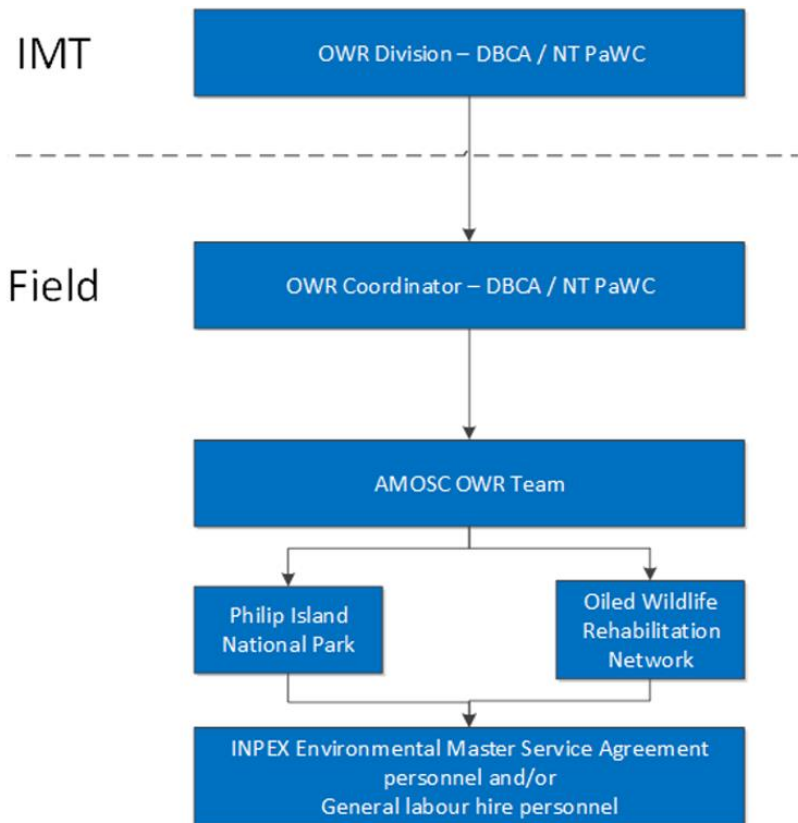 IMT
OWR Division – DBCA / NT PaWC
Field
OWR Coordinator – DBCA / NT PaWC
AMOSC OWR Team
Philip Island
National Park
Oiled Wildlife
Rehabilitation
Network
INPEX Environmental Master Service Agreement
personnel and/or
General labour hire personnel